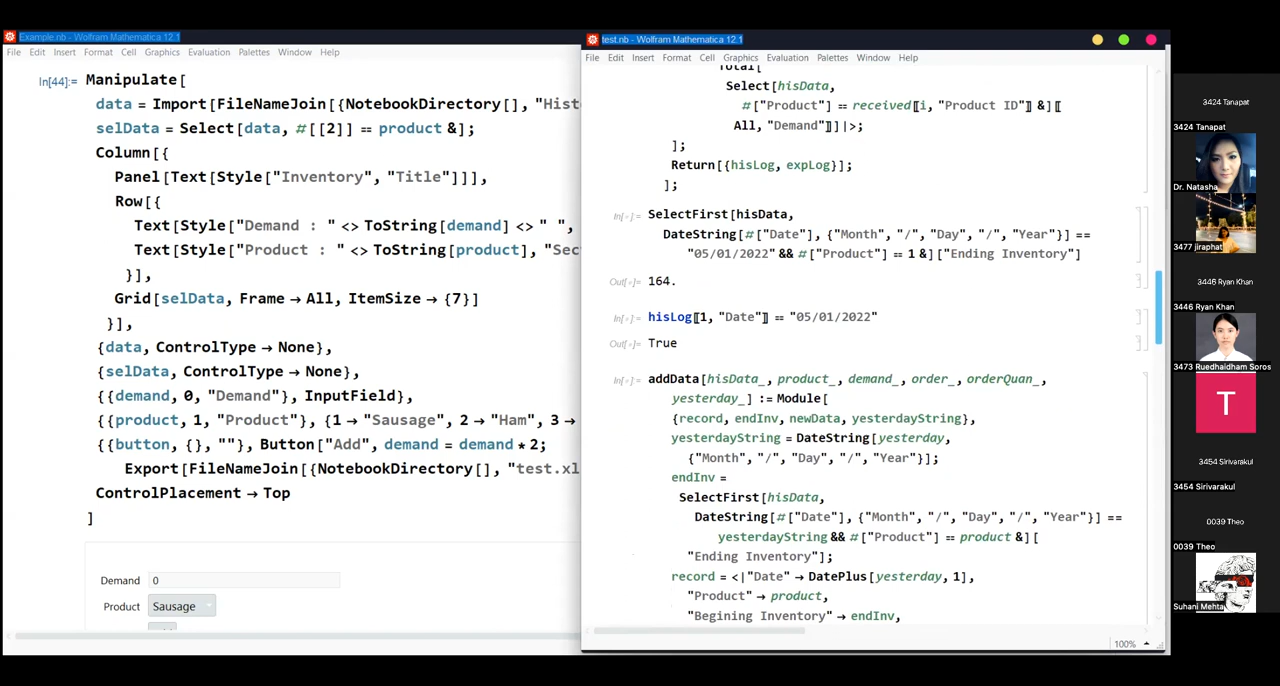 Example.nb - Wolfram Mathematica 12.1
File Edit Insert Format Cell Graphics Evaluation Palettes Window Help
In[44]:= Manipulate[
data = Import[FileNameJoin[{NotebookDirectory[], "Hist
selData = Select[data, #[[2]] == product &];
Column[{
Panel[Text[Style["Inventory", "Title"]]],
Row[{
Text[Style["Demand : " <> ToString[demand] <> " ",
Text[Style["Product : " <> ToString[product], "Sec
}],
Grid[selData, Frame → All, ItemSize → {7}]
}],
{data, ControlType → None},
{selData, ControlType → None},
{{demand, 0, "Demand"}, InputField},
{{product, 1, "Product"}, {1 → "Sausage", 2 → "Ham", 3 →
{{button, {}, ""}, Button["Add", demand = demand * 2;
Export[FileNameJoin[{NotebookDirectory[], "test.xl
ControlPlacement → Top
]
Demand 0
Product Sausage
test.nb - Wolfram Mathematica 12.1
File Edit Insert Format Cell Graphics Evaluation Palettes Window Help
Total[
Select[hisData,
#["Product"] == received[[i, "Product ID"]] &][[
All, "Demand"]]]|>;
];
Return[{hisLog, expLog}];
];
In[•]:= SelectFirst[hisData,
DateString[#["Date"], {"Month", "/", "Day", "/", "Year"}] ==
"05/01/2022" && #["Product"] == 1 &]["Ending Inventory"]
Out[•]= 164.
In[•]:= hisLog[[1, "Date"]] == "05/01/2022"
Out[•]= True
In[•]:= addData[hisData_, product_, demand_, order_, orderQuan_,
yesterday_] := Module[
{record, endInv, newData, yesterdayString},
yesterdayString = DateString[yesterday,
{"Month", "/", "Day", "/", "Year"}];
endInv =
SelectFirst[hisData,
DateString[#["Date"], {"Month", "/", "Day", "/", "Year"}] ==
yesterdayString && #["Product"] == product &][
"Ending Inventory"];
record = <|"Date" → DatePlus[yesterday, 1],
"Product" → product,
"Begining Inventory" → endInv,
100%
3424 Tanapat
3424 Tanapat
Dr. Natasha
3477 jiraphat
3446 Ryan Khan
3446 Ryan Khan
3473 Ruedhaidham Soros
T
3454 Sirivarakul
3454 Sirivarakul
0039 Theo
0039 Theo
Suhani Mehta